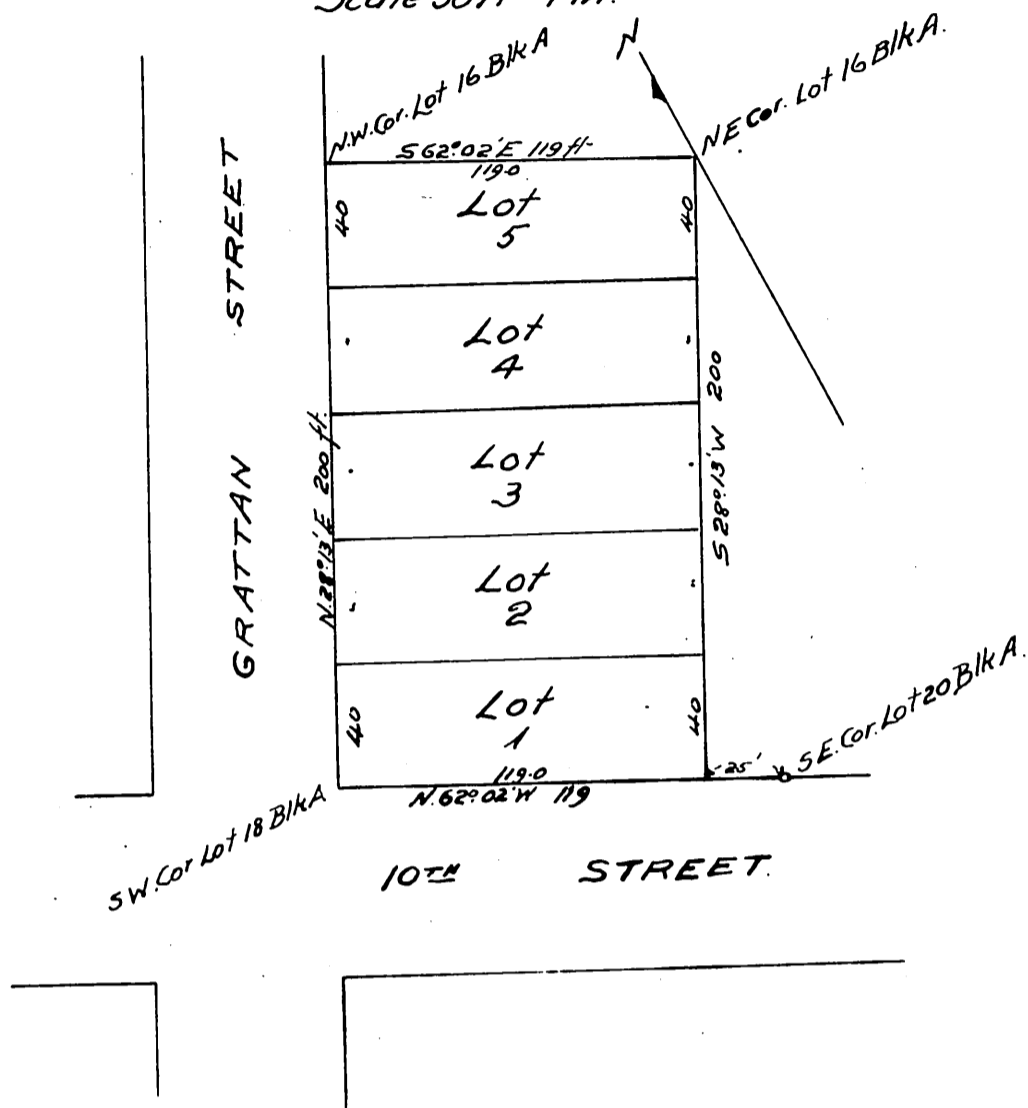 Scale 50ft = 1in.
N
N.W. Cor. Lot 16 Blk A
NE Cor. Lot 16 Blk A.
S 62°02'E 119 ft.
119.0
40
Lot
5
40
Lot
4
Lot
3
Lot
2
40
Lot
1
40
119.0
N. 62°02'W 119
N. 28°13'E 200 ft.
S 28°13'W 200
GRATTAN STREET
25'
S E. Cor. Lot 20 Blk A.
SW. Cor Lot 18 Blk A
10TH STREET.